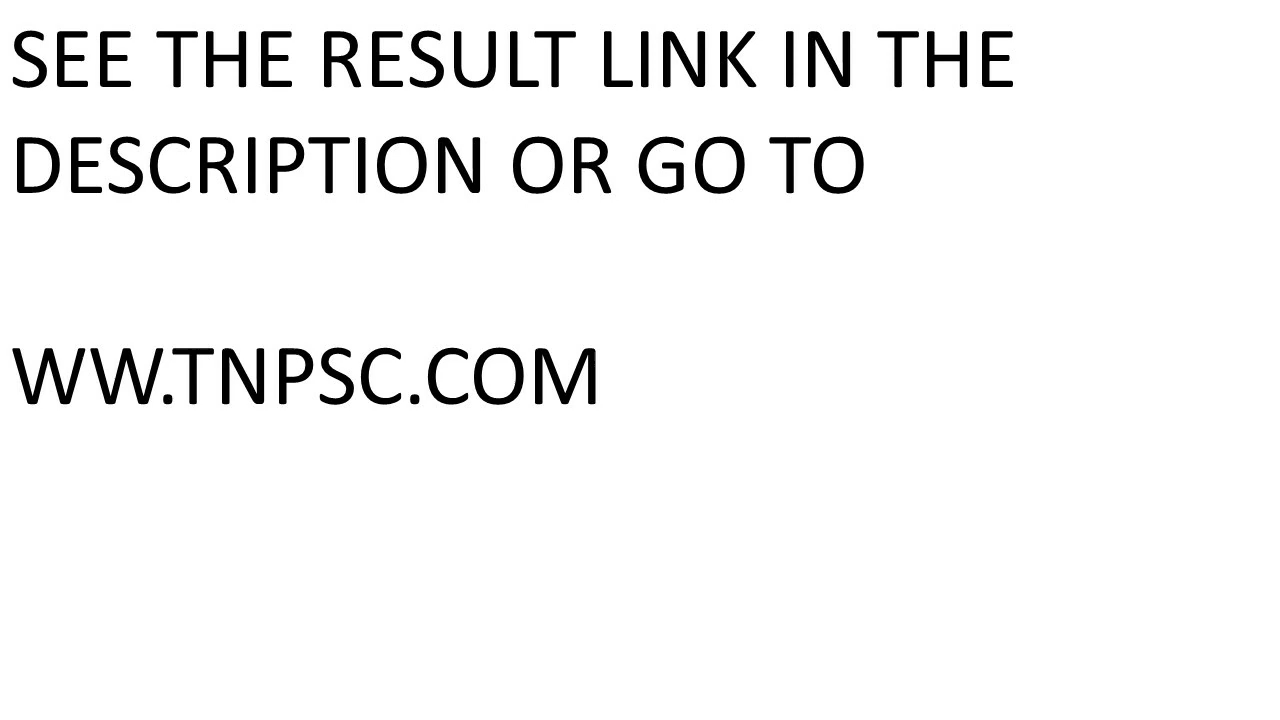 SEE THE RESULT LINK IN THE
DESCRIPTION OR GO TO
WW.TNPSC.COM